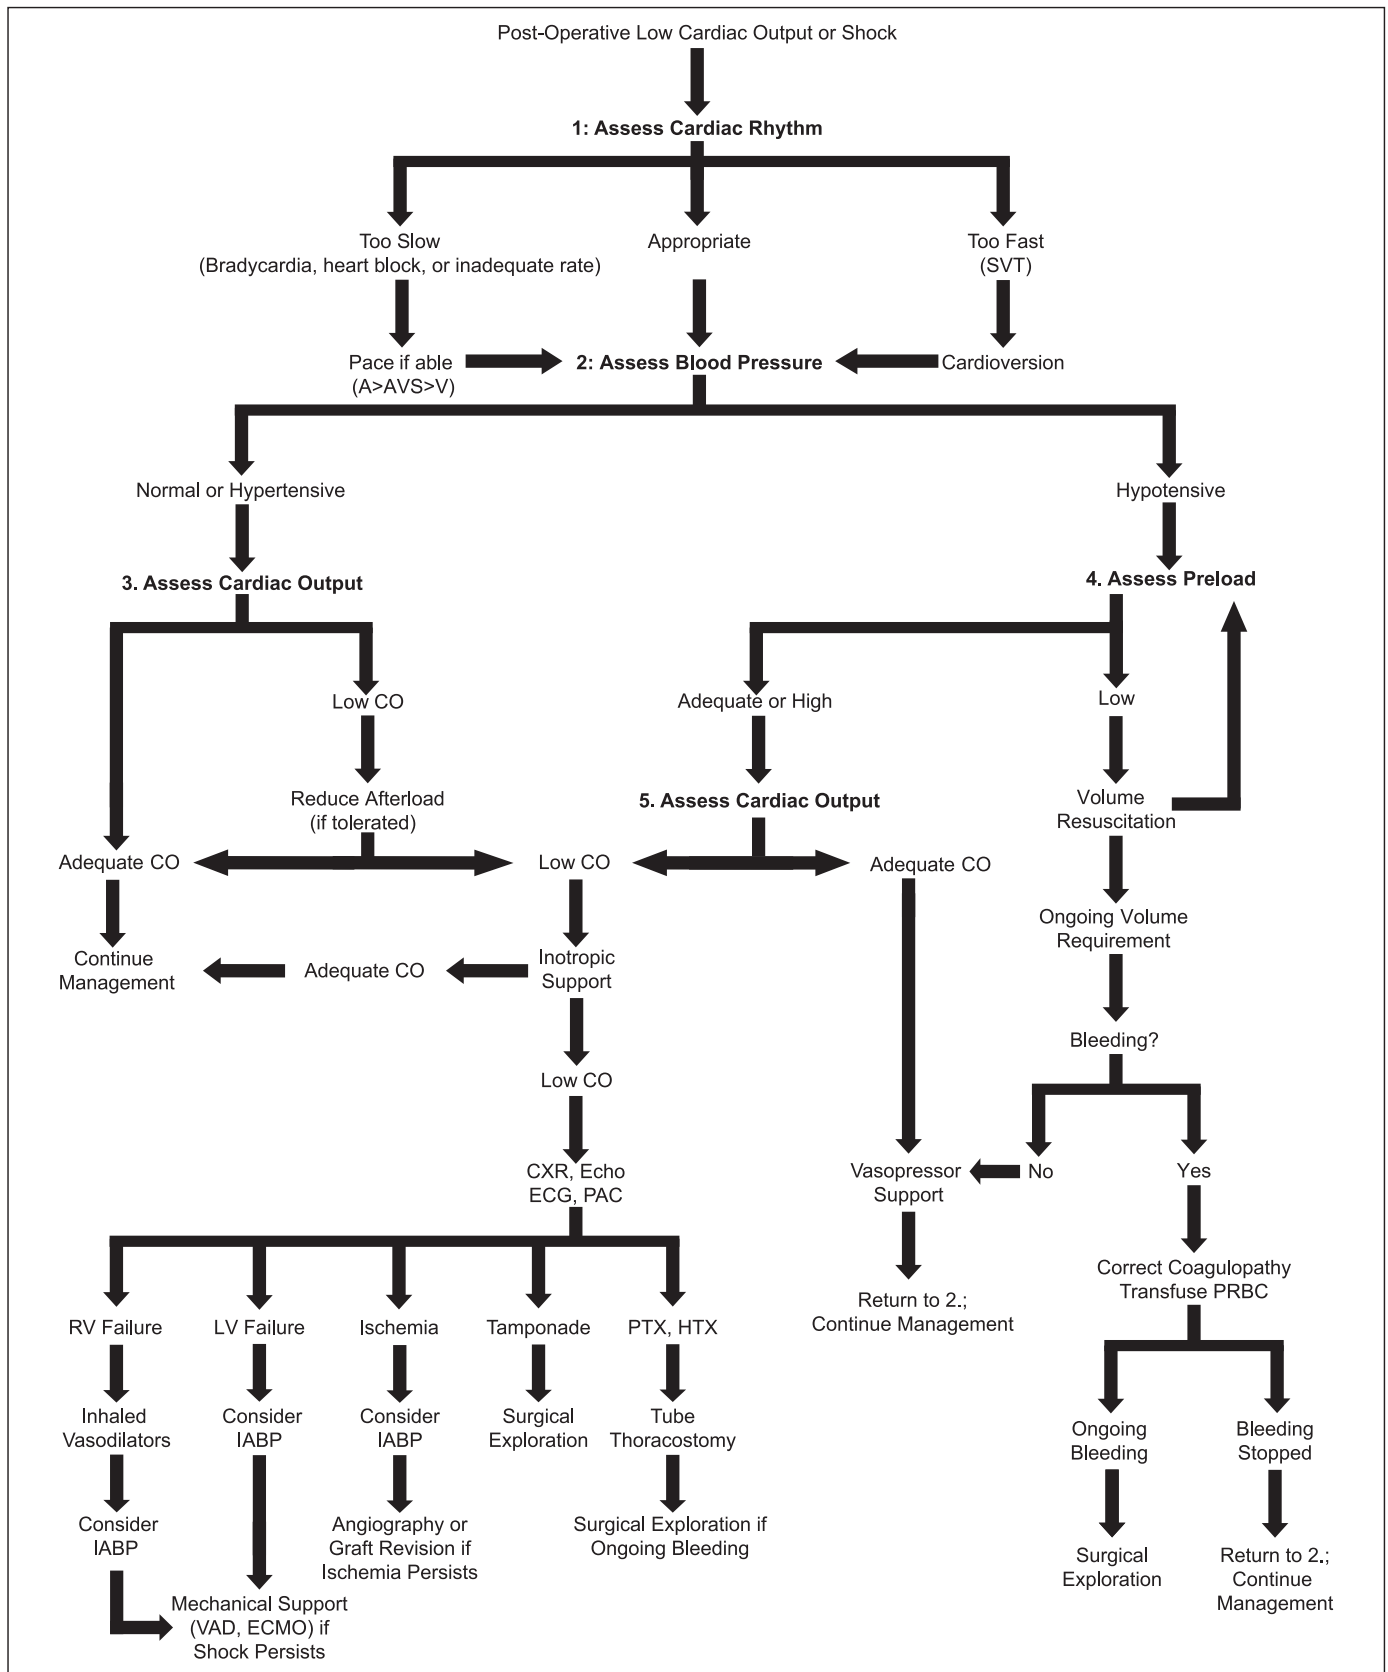 Post-Operative Low Cardiac Output or Shock
1: Assess Cardiac Rhythm
Too Slow
(Bradycardia, heart block, or inadequate rate)
Appropriate
Too Fast
(SVT)
Pace if able
(A>AVS>V)
2: Assess Blood Pressure
Cardioversion
Normal or Hypertensive
Hypotensive
3. Assess Cardiac Output
4. Assess Preload
Low CO
Adequate or High
Low
Reduce Afterload
(if tolerated)
5. Assess Cardiac Output
Volume
Resuscitation
Adequate CO
Low CO
Adequate CO
Ongoing Volume
Requirement
Continue
Management
Adequate CO
Inotropic
Support
Bleeding?
Low CO
CXR, Echo
ECG, PAC
Vasopressor
Support
No
Yes
Correct Coagulopathy
Transfuse PRBC
Return to 2.;
Continue Management
RV Failure
LV Failure
Ischemia
Tamponade
PTX, HTX
Inhaled
Vasodilators
Consider
IABP
Consider
IABP
Surgical
Exploration
Tube
Thoracostomy
Ongoing
Bleeding
Bleeding
Stopped
Consider
IABP
Angiography or
Graft Revision if
Ischemia Persists
Surgical Exploration if
Ongoing Bleeding
Surgical
Exploration
Return to 2.;
Continue
Management
Mechanical Support
(VAD, ECMO) if
Shock Persists